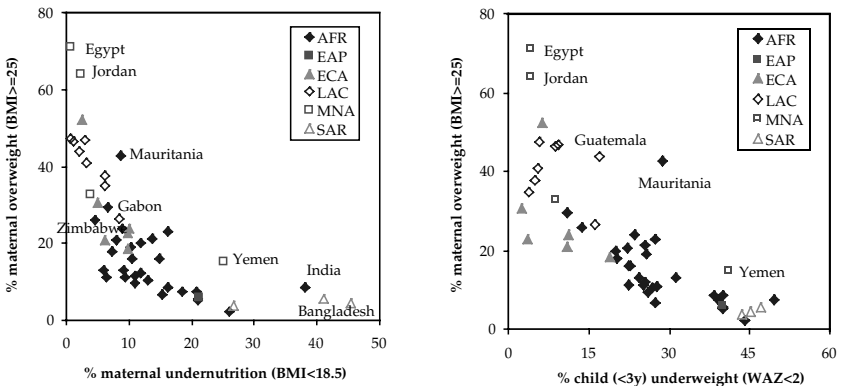 80
60
40
20
0
% maternal overweight (BMI>=25)
Egypt
Jordan
Mauritania
Gabon
Zimbabw
Yemen
India
Bangladesh
AFR
EAP
ECA
LAC
MNA
SAR
0 10 20 30 40 50
% maternal undernutrition (BMI<18.5)
80
60
40
20
0
% maternal overweight (BMI>=25)
Egypt
Jordan
Guatemala
Mauritania
Yemen
AFR
EAP
ECA
LAC
MNA
SAR
0 15 30 45 60
% child (<3y) underweight (WAZ<2)